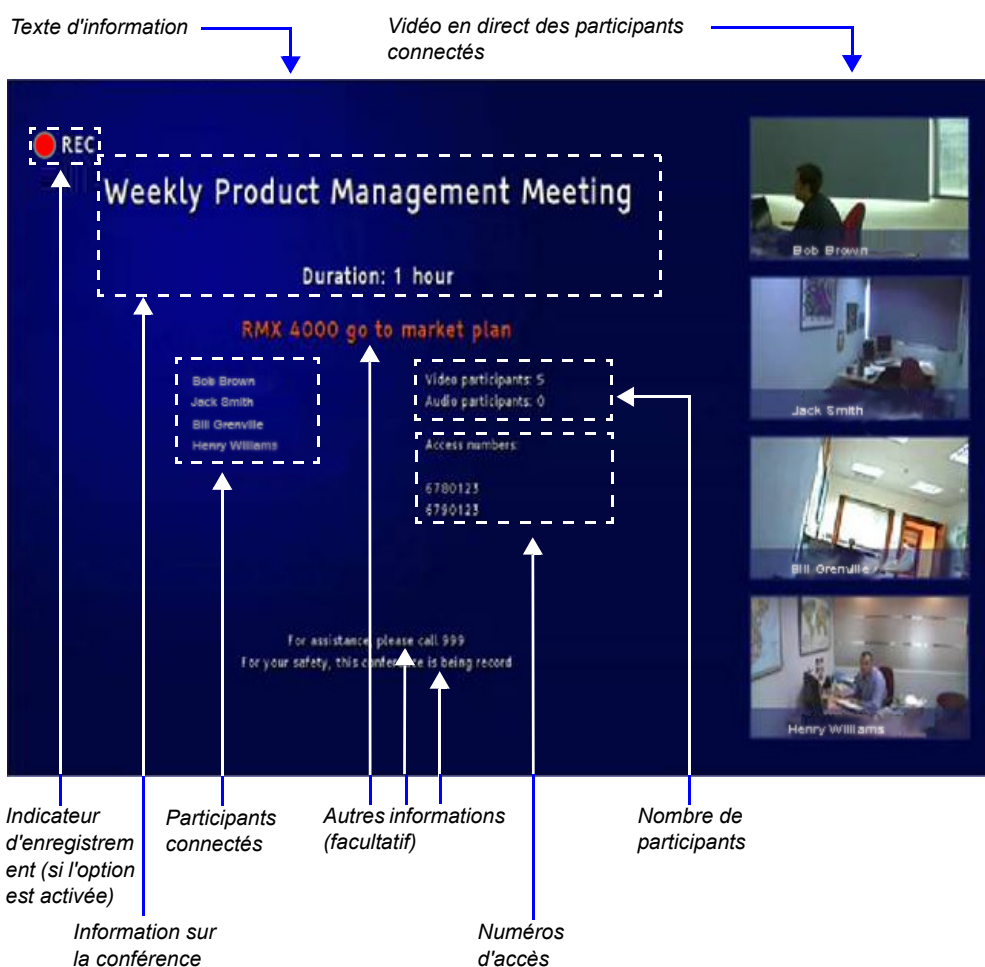 Texte d'information
Vidéo en direct des participants
connectés
REC
Weekly Product Management Meeting
Duration: 1 hour
RMX 4000 go to market plan
Bob Brown
Jack Smith
Bill Grenville
Henry Williams
Video participants: 5
Audio participants: 0
Access numbers:
6780123
6790123
For assistance, please call 999
For your safety, this conference is being record
Bob Brown
Jack Smith
Bill Grenville
Henry Williams
Indicateur
d'enregistrem
ent (si l'option
est activée)
Participants
connectés
Autres informations
(facultatif)
Nombre de
participants
Information sur
la conférence
Numéros
d'accès